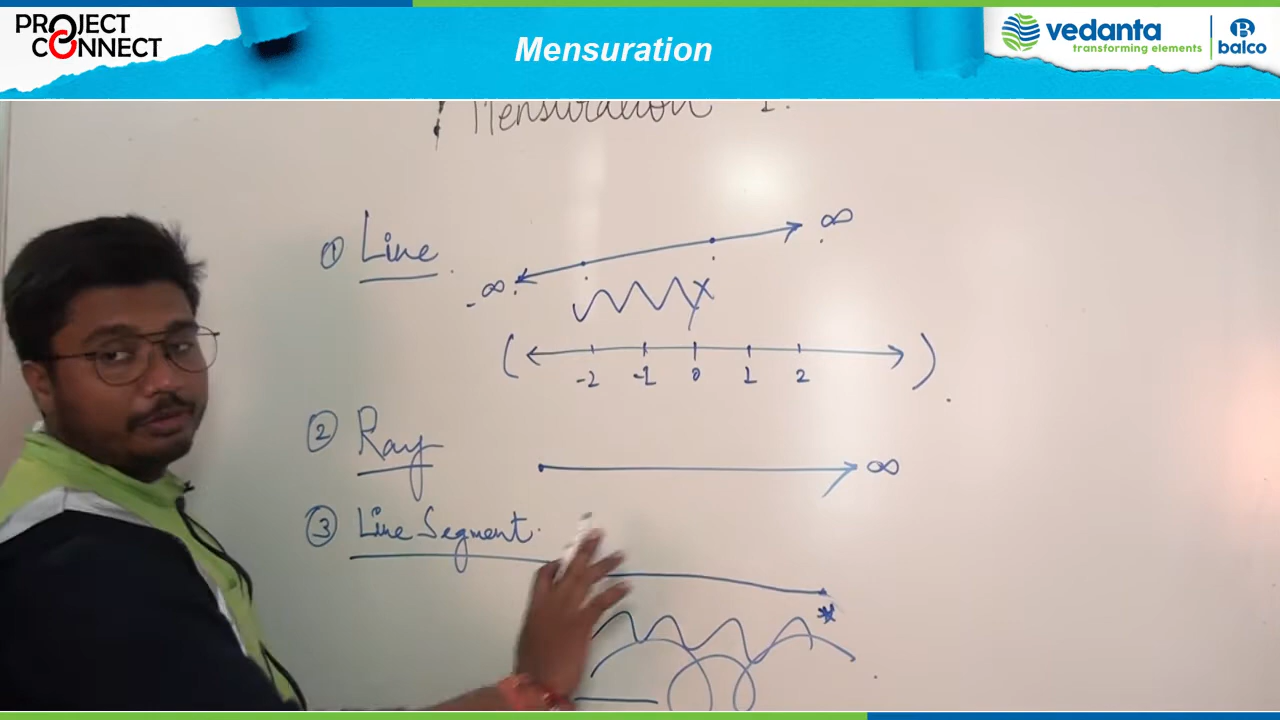 PROJECT
CONNECT
Mensuration
vedanta
transforming elements
balco
Mensuration I.
① Line.
-∞ ∞
-2 -1 0 1 2
② Ray
∞
③ Line Segment.